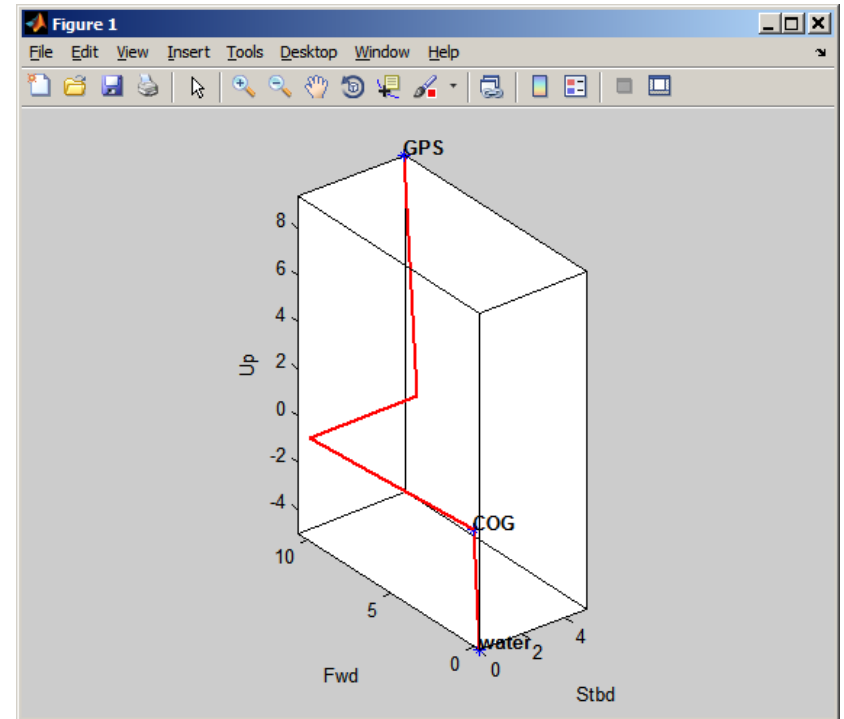 Figure 1
File Edit View Insert Tools Desktop Window Help
GPS
8
6
4
2
0
-2
-4
Up
COG
water
10
5
0
Fwd
0
2
4
Stbd